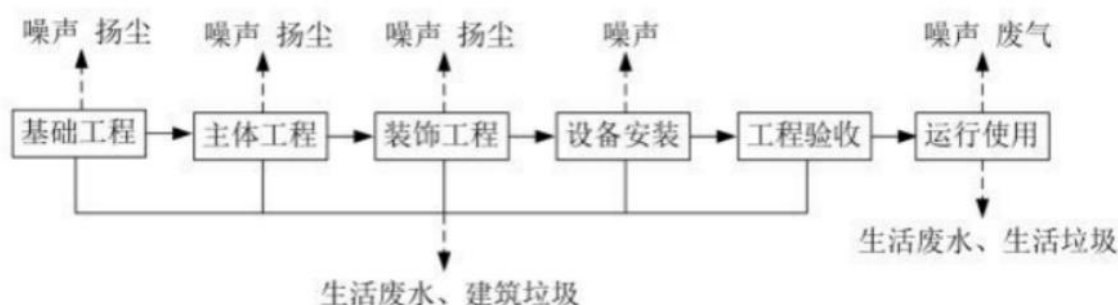 噪声 扬尘 噪声 扬尘 噪声 扬尘 噪声 噪声 废气
基础工程 主体工程 装饰工程 设备安装 工程验收 运行使用
生活废水、生活垃圾
生活废水、建筑垃圾